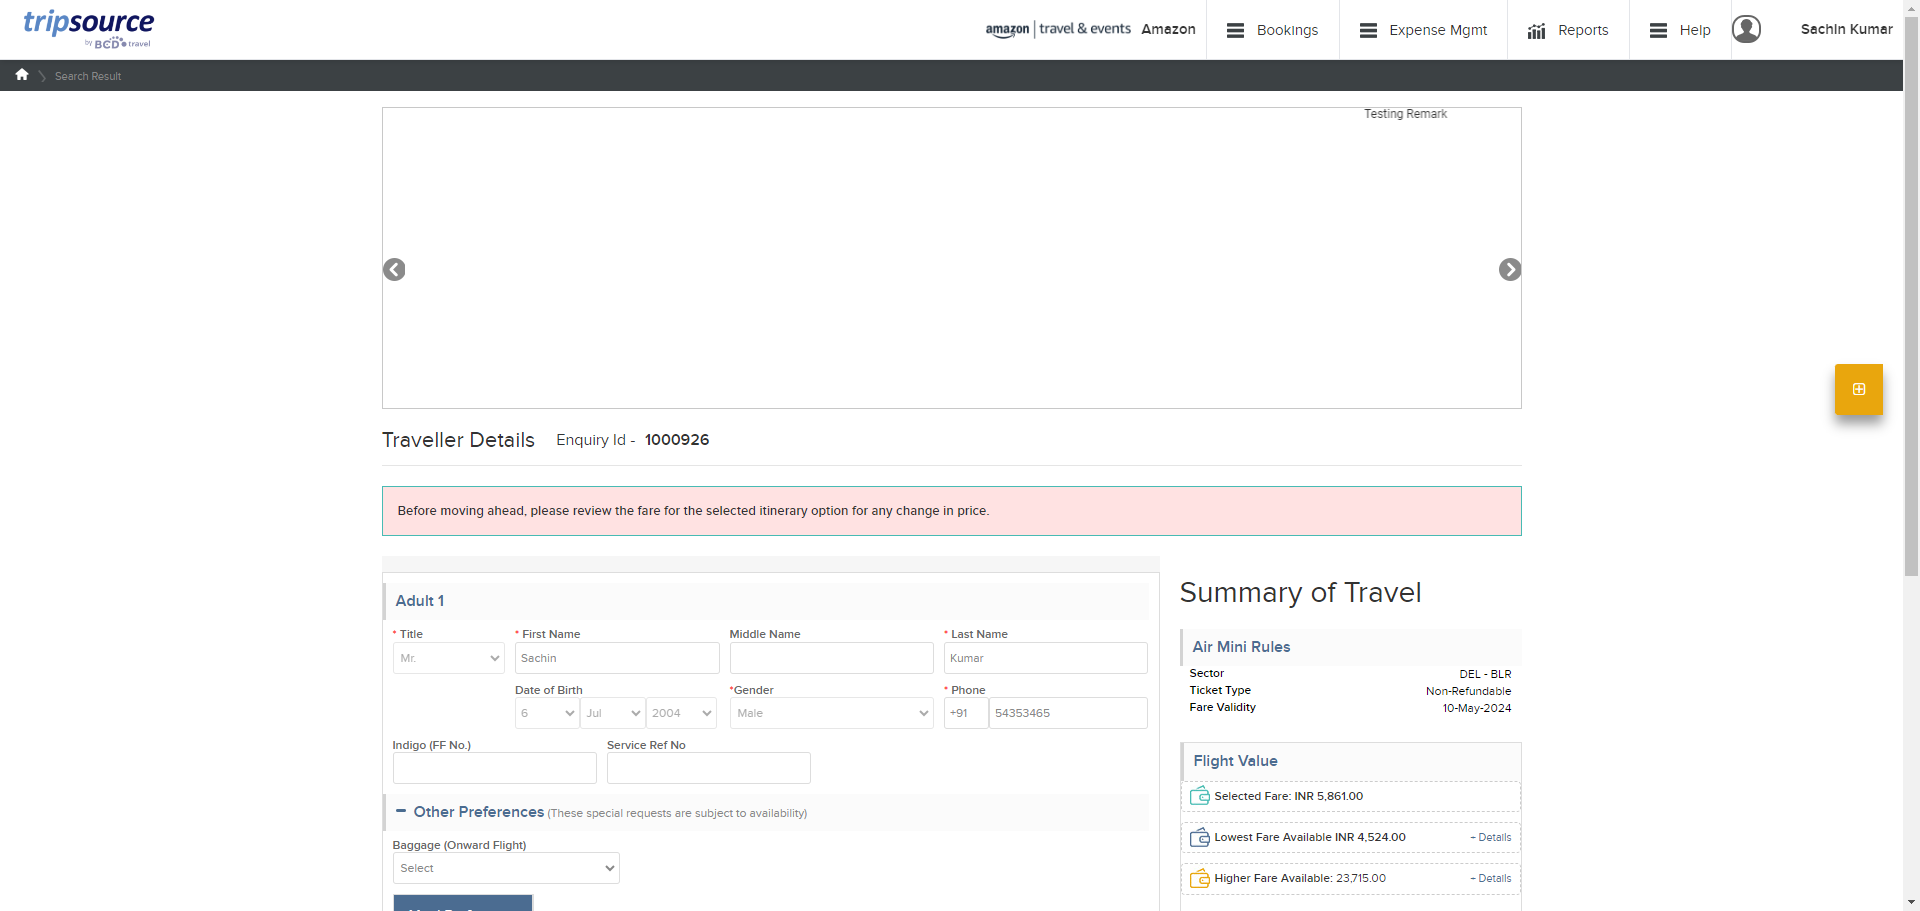 tripsource
by BCD travel
amazon | travel & events
Amazon
Bookings
Expense Mgmt
Reports
Help
Sachin Kumar
Search Result
Testing Remark
Traveller Details
Enquiry Id - 1000926
Before moving ahead, please review the fare for the selected itinerary option for any change in price.
Adult 1
* Title
* First Name
Middle Name
* Last Name
Mr.
Sachin
Kumar
Date of Birth
*Gender
* Phone
6
Jul
2004
Male
+91
54353465
Indigo (FF No.)
Service Ref No
Other Preferences (These special requests are subject to availability)
Baggage (Onward Flight)
Select
Summary of Travel
Air Mini Rules
Sector DEL - BLR
Ticket Type Non-Refundable
Fare Validity 10-May-2024
Flight Value
Selected Fare: INR 5,861.00
Lowest Fare Available INR 4,524.00 + Details
Higher Fare Available: 23,715.00 + Details